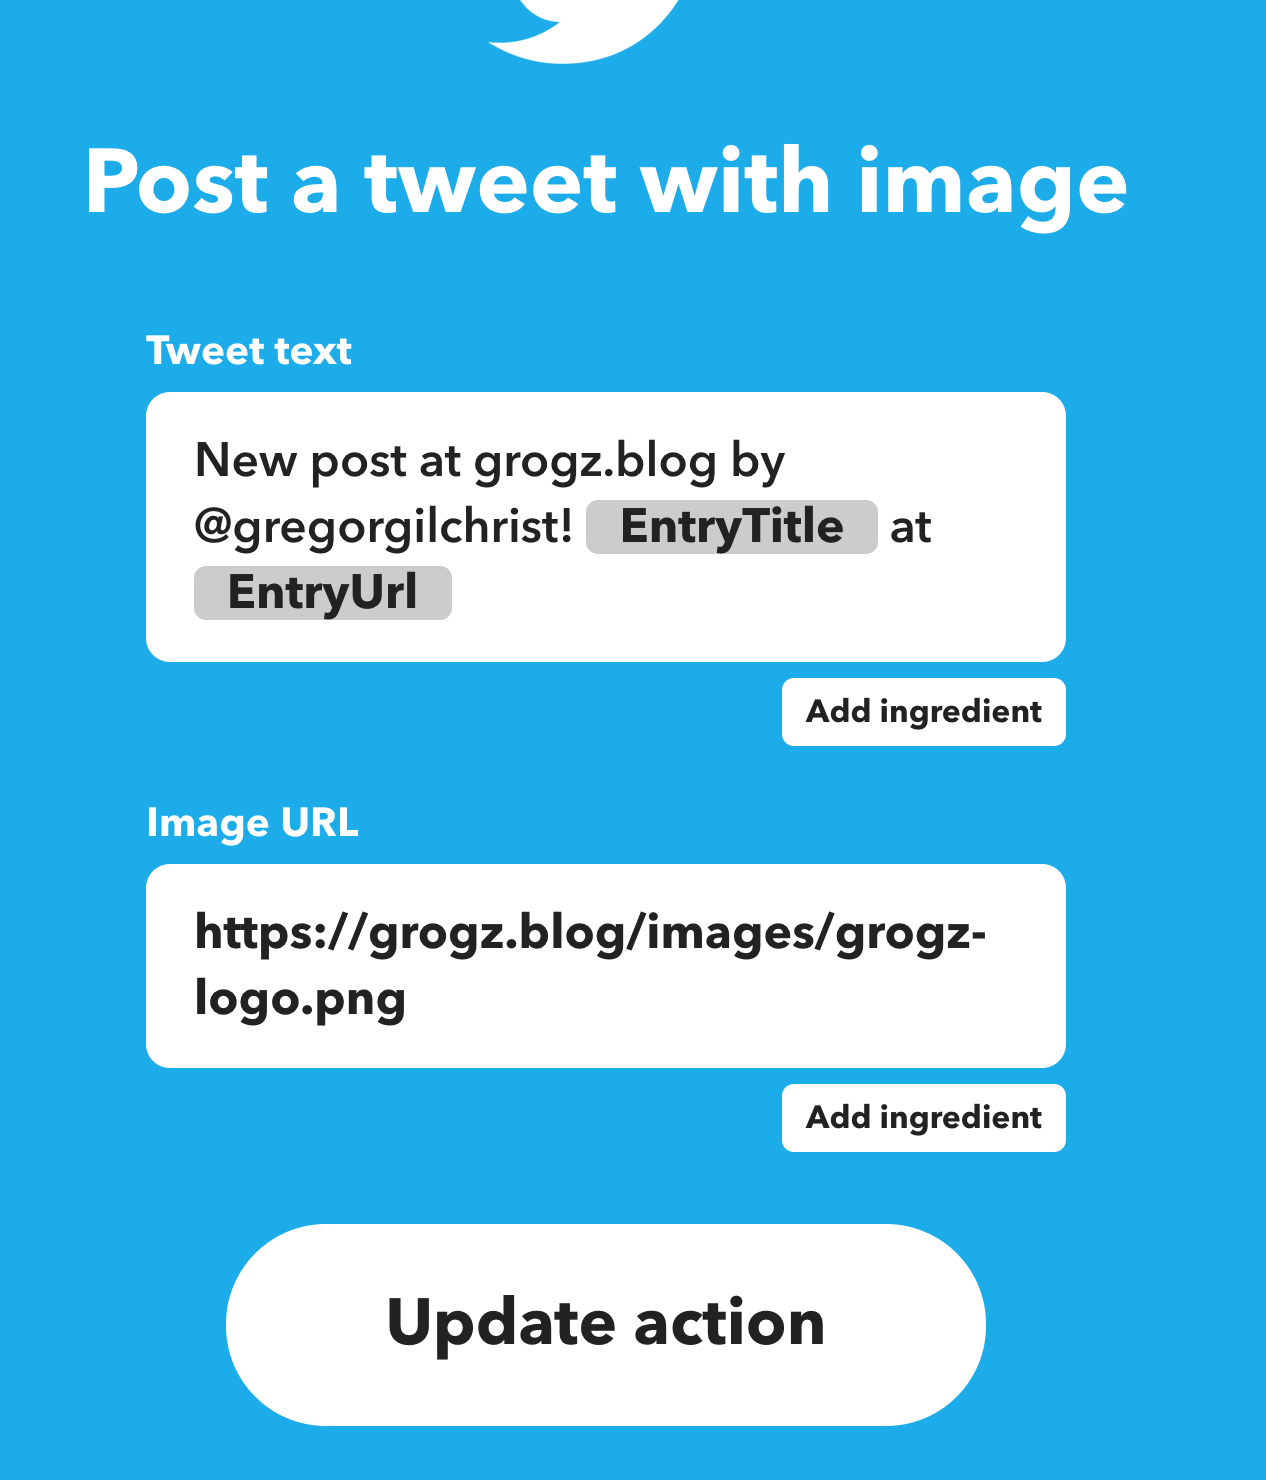 Post a tweet with image
Tweet text
New post at grogz.blog by
@gregorgilchrist! EntryTitle at
EntryUrl
Add ingredient
Image URL
https://grogz.blog/images/grogz-
logo.png
Add ingredient
Update action